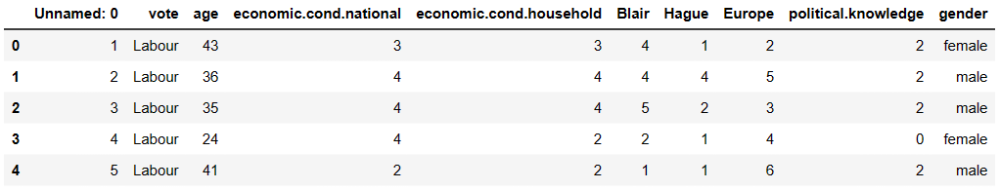 Unnamed: 0 vote age economic.cond.national economic.cond.household Blair Hague Europe political.knowledge gender
0 1 Labour 43 3 3 4 1 2 2 female
1 2 Labour 36 4 4 4 4 5 2 male
2 3 Labour 35 4 4 5 2 3 2 male
3 4 Labour 24 4 2 2 1 4 0 female
4 5 Labour 41 2 2 1 1 6 2 male